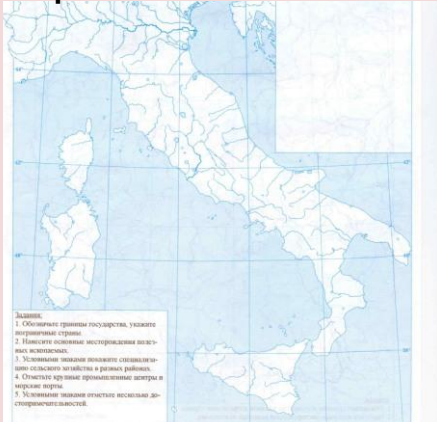 Задания:
1. Обозначьте границы государства, укажите
пограничные страны.
2. Нанесите основные месторождения полез-
ных ископаемых.
3. Условными знаками покажите специализа-
цию сельского хозяйства в разных районах.
4. Отметьте крупные промышленные центры и
морские порты.
5. Условными знаками отметьте несколько до-
стопримечательностей.